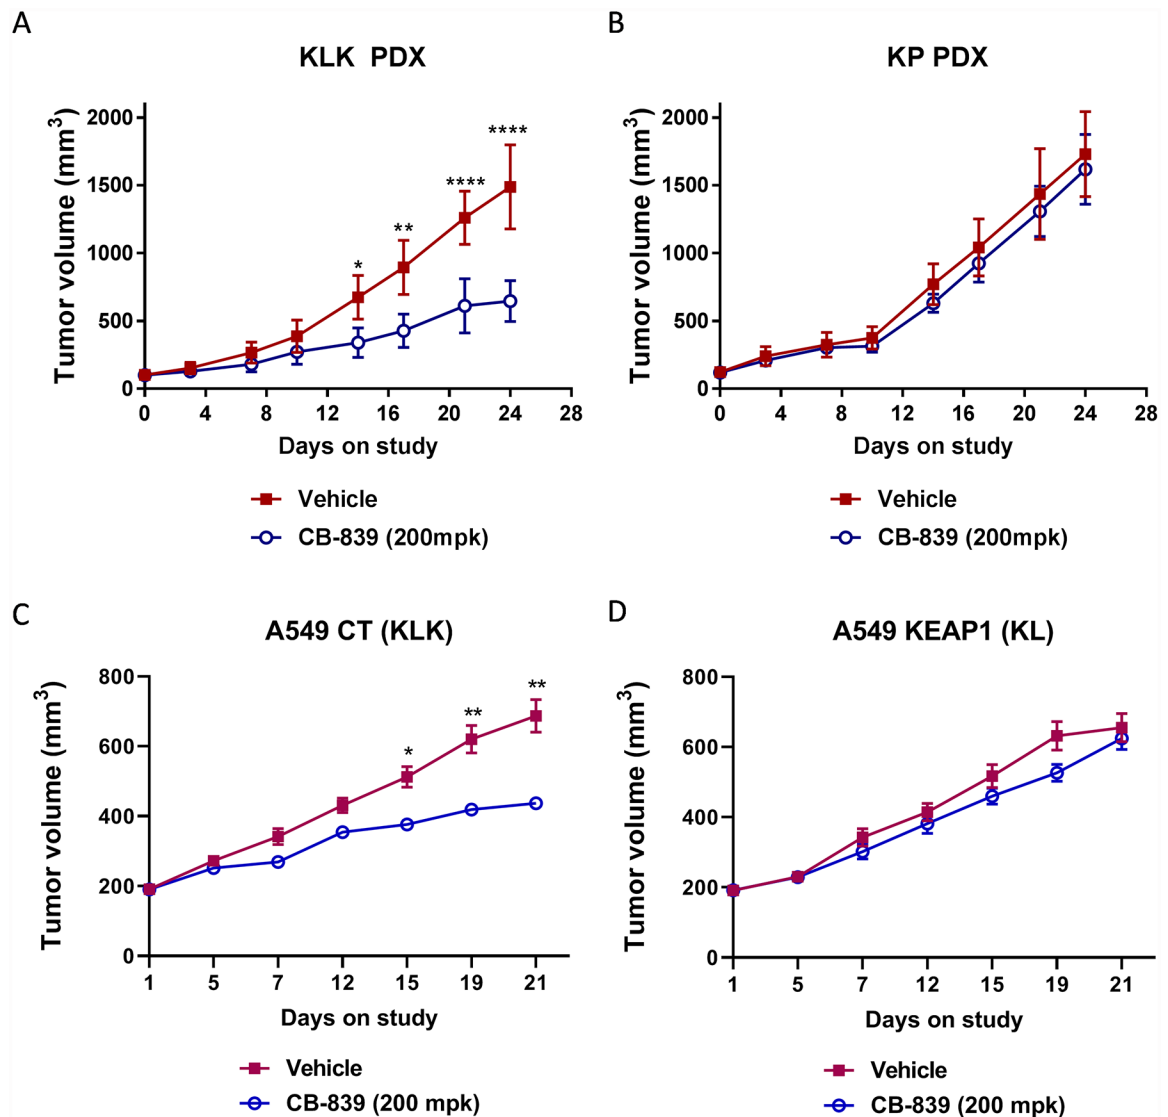 A
KLK PDX
Tumor volume (mm³)
2000
1500
1000
500
0
* ** **** ****
0 4 8 12 16 20 24 28
Days on study
Vehicle
CB-839 (200mpk)
B
KP PDX
Tumor volume (mm³)
2000
1500
1000
500
0
0 4 8 12 16 20 24 28
Days on study
Vehicle
CB-839 (200mpk)
C
A549 CT (KLK)
Tumor volume (mm³)
800
600
400
200
0
* ** **
1 5 7 12 15 19 21
Days on study
Vehicle
CB-839 (200 mpk)
D
A549 KEAP1 (KL)
Tumor volume (mm³)
800
600
400
200
0
1 5 7 12 15 19 21
Days on study
Vehicle
CB-839 (200 mpk)